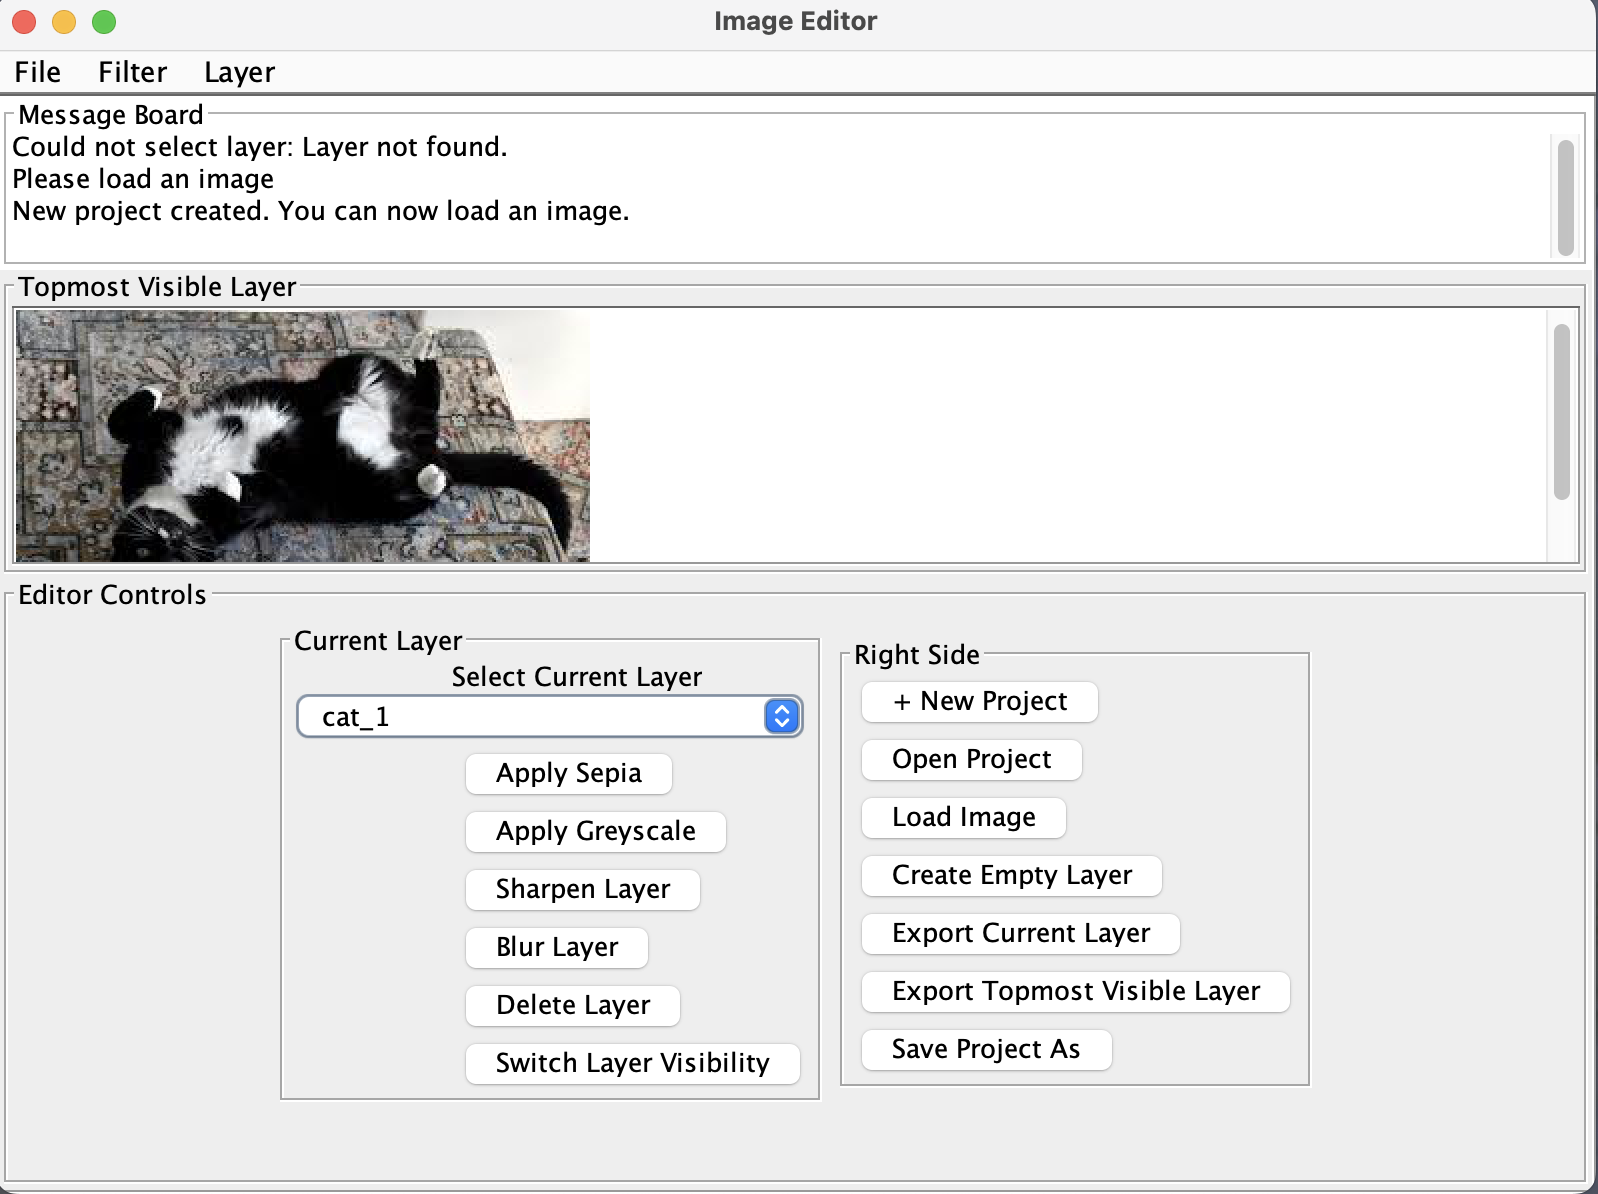 Image Editor
File Filter Layer
Message Board
Could not select layer: Layer not found.
Please load an image
New project created. You can now load an image.
Topmost Visible Layer
Editor Controls
Current Layer
Select Current Layer
cat_1
Apply Sepia
Apply Greyscale
Sharpen Layer
Blur Layer
Delete Layer
Switch Layer Visibility
Right Side
+ New Project
Open Project
Load Image
Create Empty Layer
Export Current Layer
Export Topmost Visible Layer
Save Project As